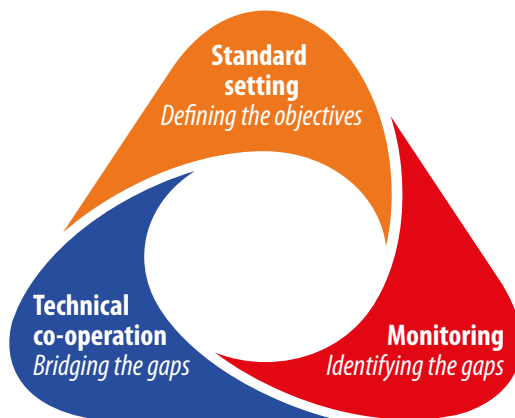 Standard
setting
Defining the objectives
Technical
co-operation
Bridging the gaps
Monitoring
Identifying the gaps